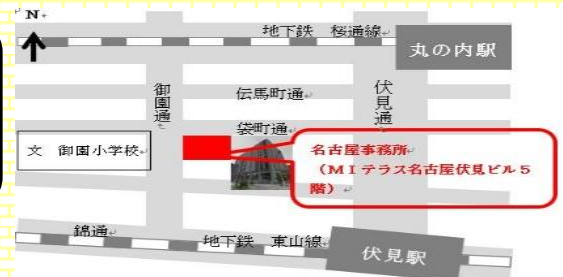 N
地下鉄 桜通線
丸の内駅
御園通
伝馬町通
伏見通
袋町通
文 御園小学校
名古屋事務所
(MIテラス名古屋伏見ビル5
階)
錦通
地下鉄 東山線
伏見駅